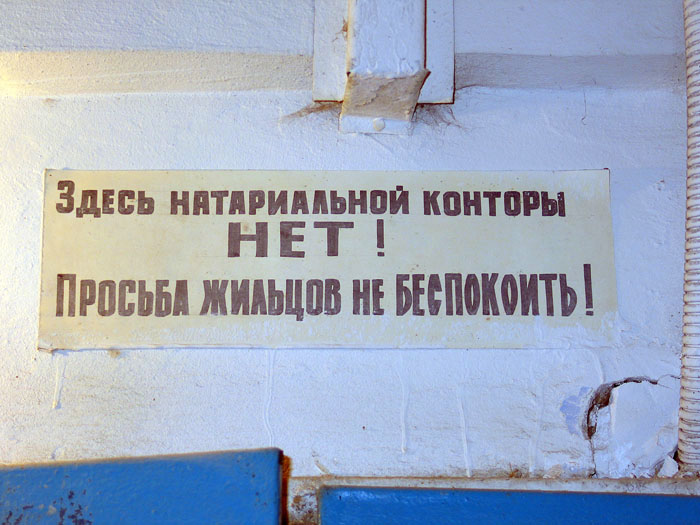 Здесь натариальной конторы
НЕТ!
Просьба жильцов не беспокоить!